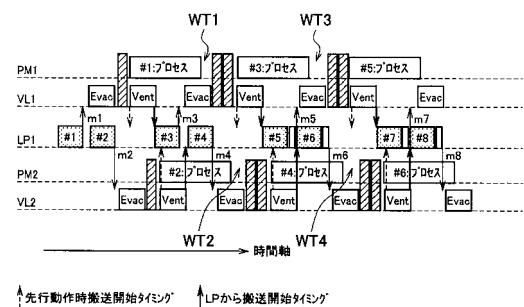 WT1 WT3
#1:プロセス #3:プロセス #5:プロセス
PM1
Evac Vent Evac Vent Evac Vent Evac
VL1
m1 m3 m5 m7
#1 #2 #3 #4 #5 #6 #7 #8
LP1
m2 m4 m6 m8
#2:プロセス #4:プロセス #6:プロセス
PM2
Evac Vent Evac Vent Evac Vent Evac
VL2
WT2 WT4
時間軸
先行動作時搬送開始タイミング LPから搬送開始タイミング